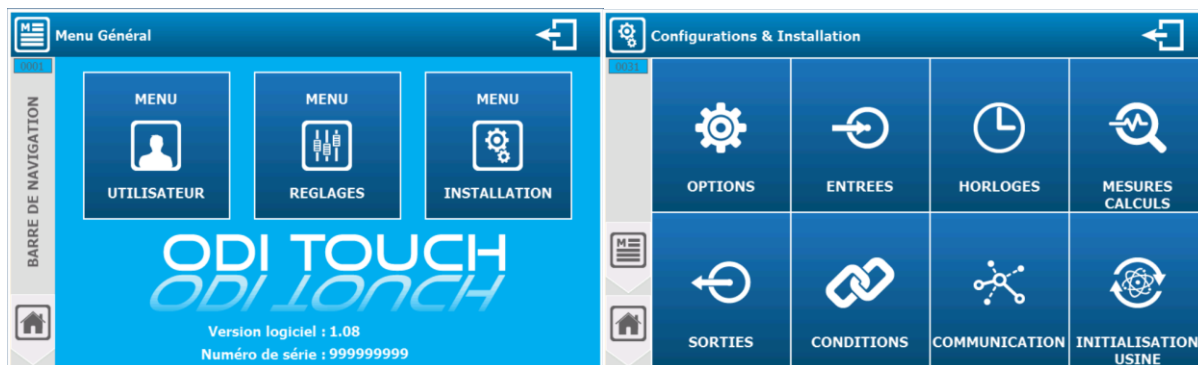 Menu Général
0001
BARRE DE NAVIGATION
MENU
UTILISATEUR
MENU
REGLAGES
MENU
INSTALLATION
ODI TOUCH
Version logiciel : 1.08
Numéro de série : 999999999
Configurations & Installation
0031
OPTIONS
ENTREES
HORLOGES
MESURES
CALCULS
M
SORTIES
CONDITIONS
COMMUNICATION
INITIALISATION
USINE